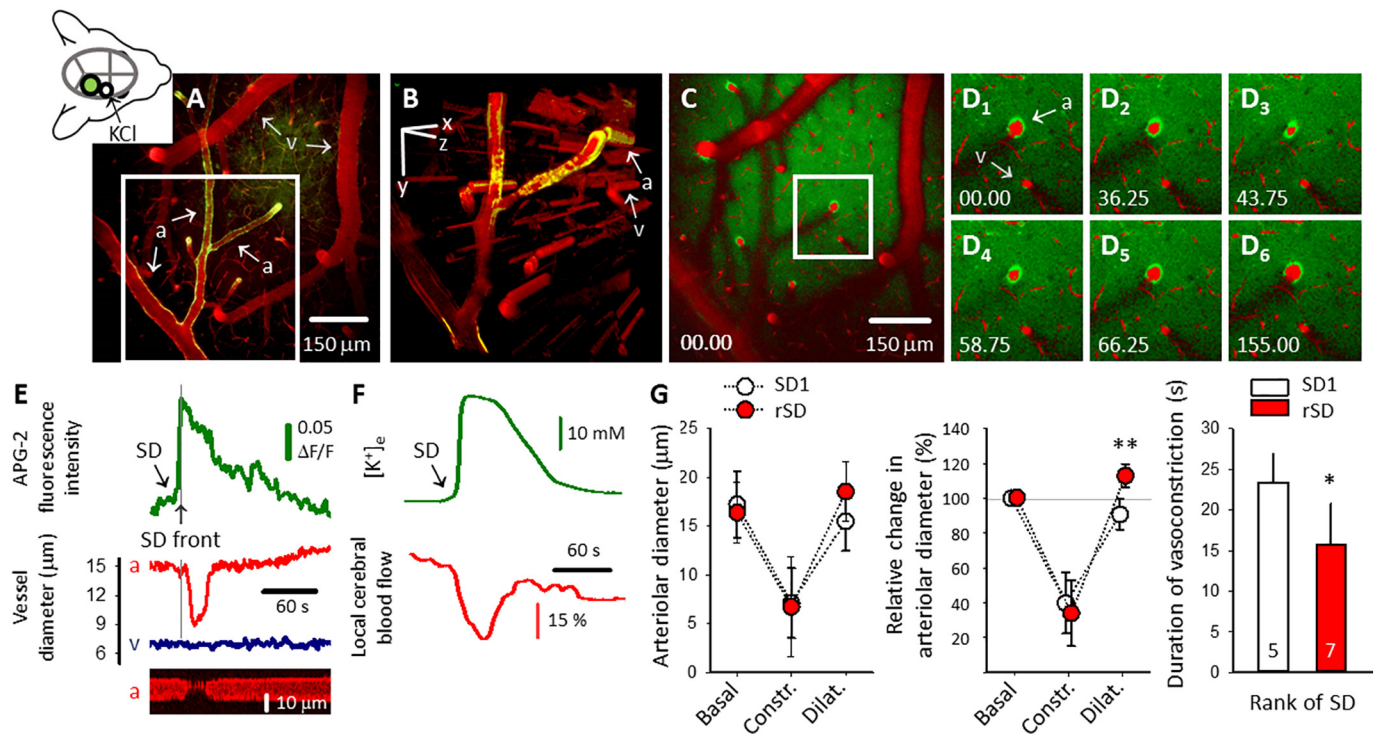 KCl
A
v
a
a
150 µm
B
x
z
y
a
v
C
00.00
150 µm
D1
a
v
00.00
D2
36.25
D3
43.75
D4
58.75
D5
66.25
D6
155.00
E
APG-2
fluorescence
intensity
SD
0.05
ΔF/F
SD front
Vessel
diameter (µm)
15
12
9
6
a
v
60 s
a
10 µm
F
[K+]e
SD
10 mM
Local cerebral
blood flow
60 s
15 %
G
SD1
rSD
Arteriolar diameter (µm)
25
20
15
10
5
0
Basal
Constr.
Dilat.
Relative change in
arteriolar diameter (%)
140
120
100
80
60
40
20
**
Basal
Constr.
Dilat.
SD1
rSD
Duration of vasoconstriction (s)
30
25
20
15
10
5
0
*
5
7
Rank of SD